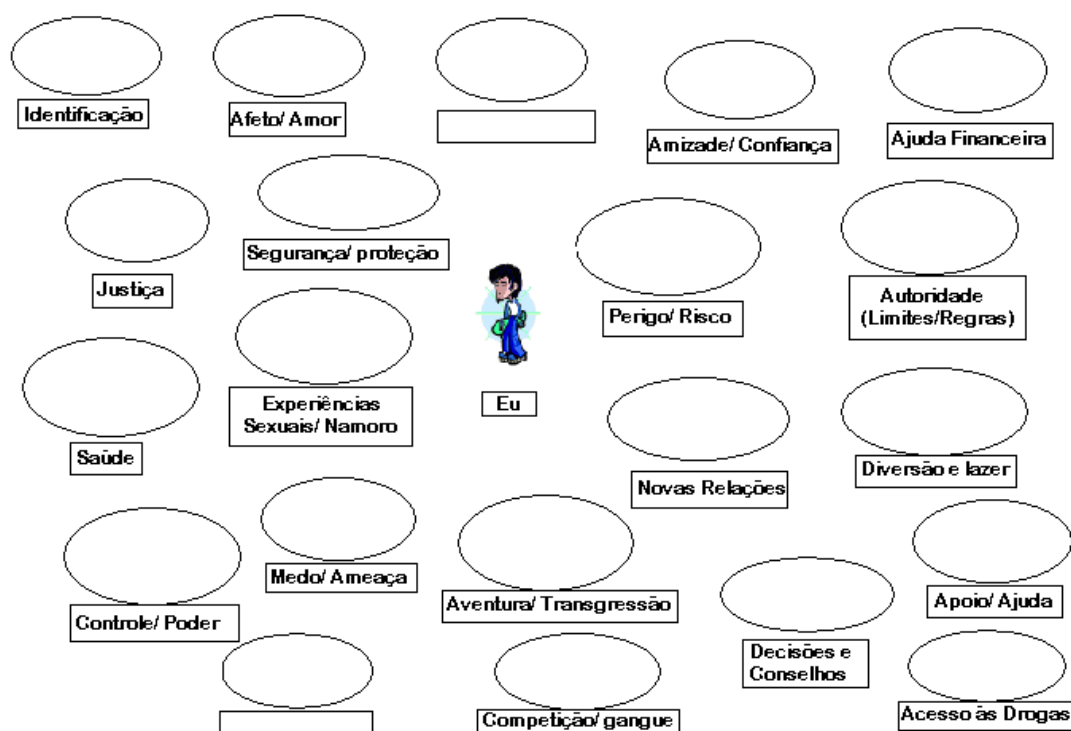 Identificação
Afeto/ Amor
Amizade/ Confiança
Ajuda Financeira
Justiça
Segurança/ proteção
Perigo/ Risco
Autoridade
(Limites/Regras)
Saúde
Experiências
Sexuais/ Namoro
Eu
Novas Relações
Diversão e lazer
Controle/ Poder
Medo/ Ameaça
Aventura/ Transgressão
Decisões e
Conselhos
Apoio/ Ajuda
Competição/ gangue
Acesso às Drogas